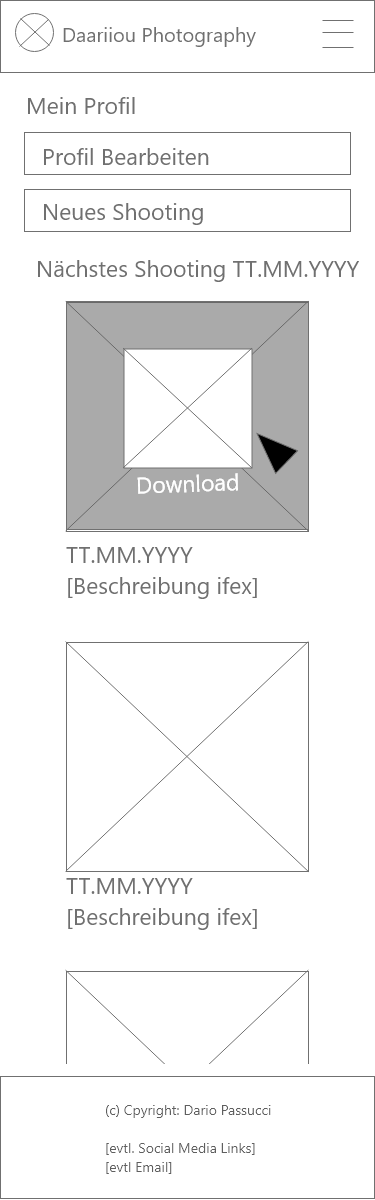 Daariiou Photography
Mein Profil
Profil Bearbeiten
Neues Shooting
Nächstes Shooting TT.MM.YYYY
Download
TT.MM.YYYY
[Beschreibung ifex]
TT.MM.YYYY
[Beschreibung ifex]
(c) Cpyright: Dario Passucci
[evtl. Social Media Links]
[evtl Email]